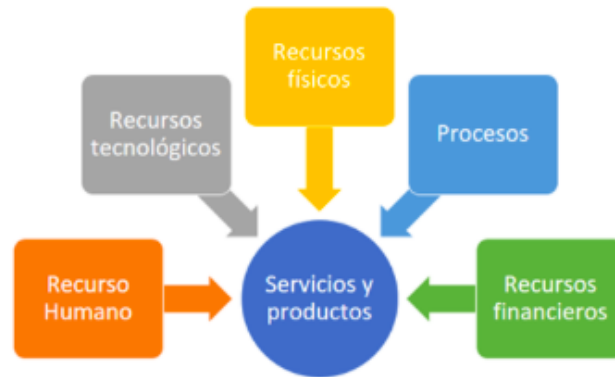 Recursos
físicos
Recursos
tecnológicos
Procesos
Recurso
Humano
Servicios y
productos
Recursos
financieros